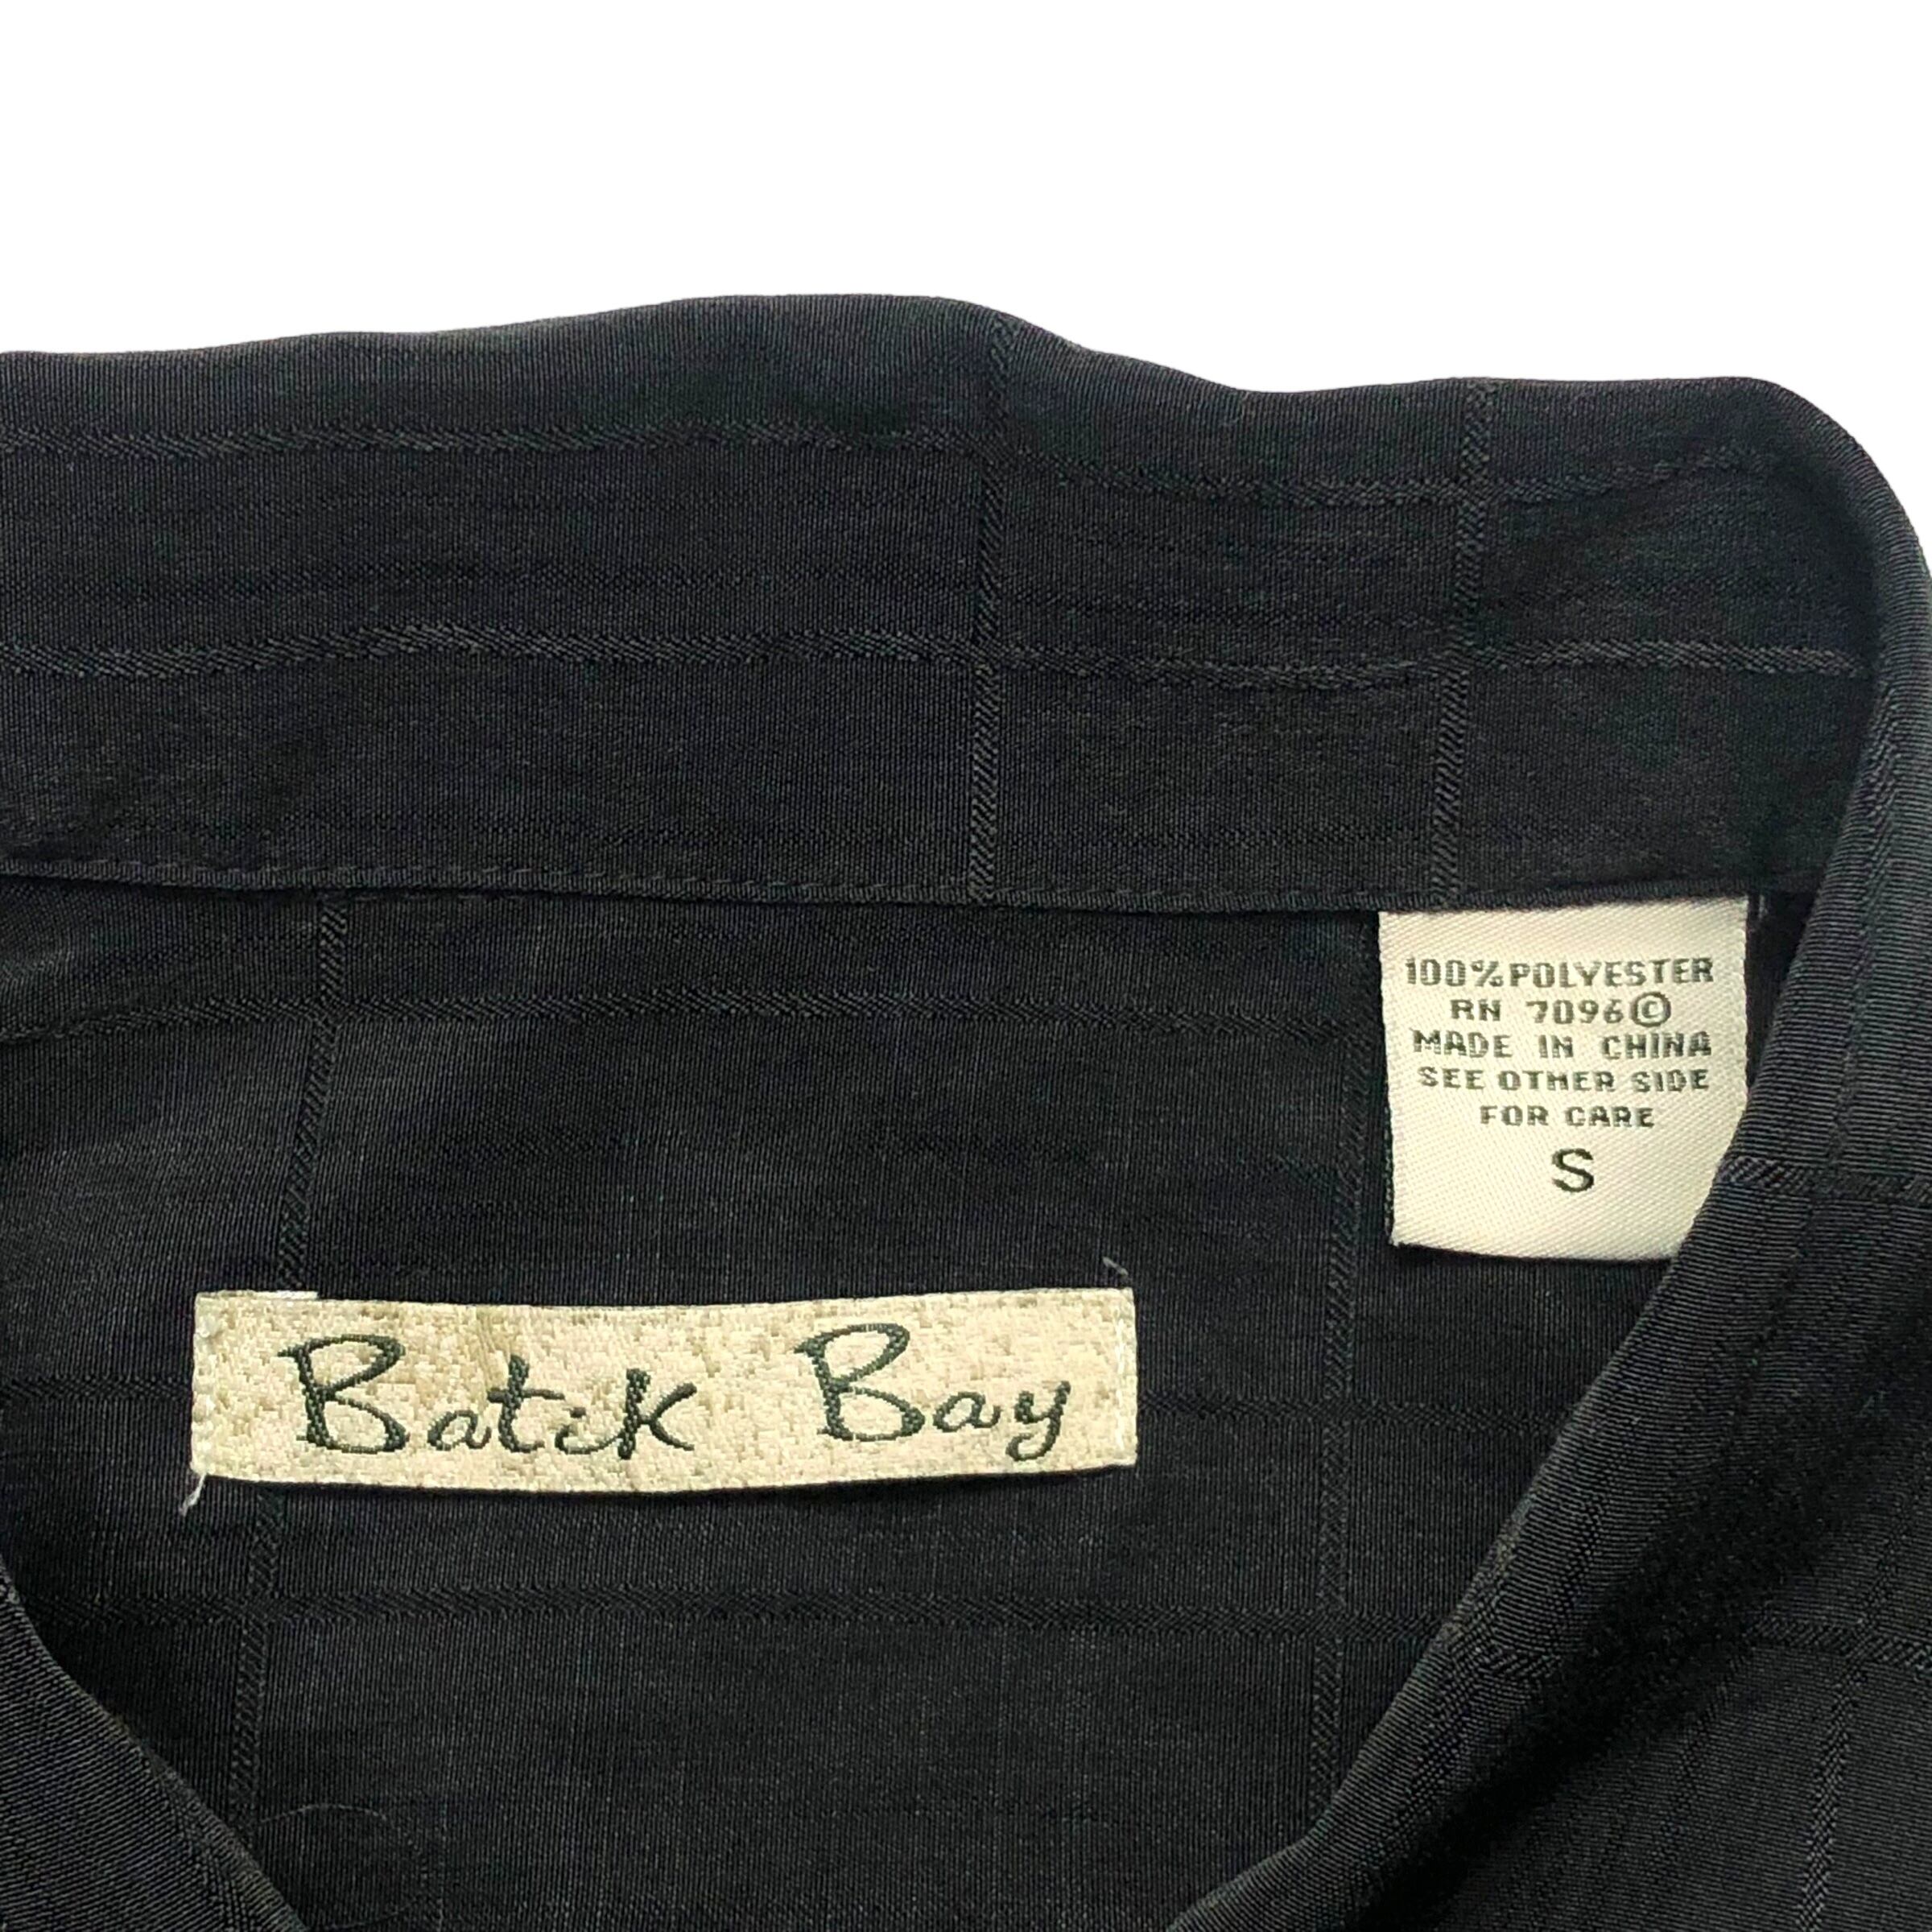 100% POLYESTER
RN 7096©
MADE IN CHINA
SEE OTHER SIDE
FOR CARE
S
Batik Bay